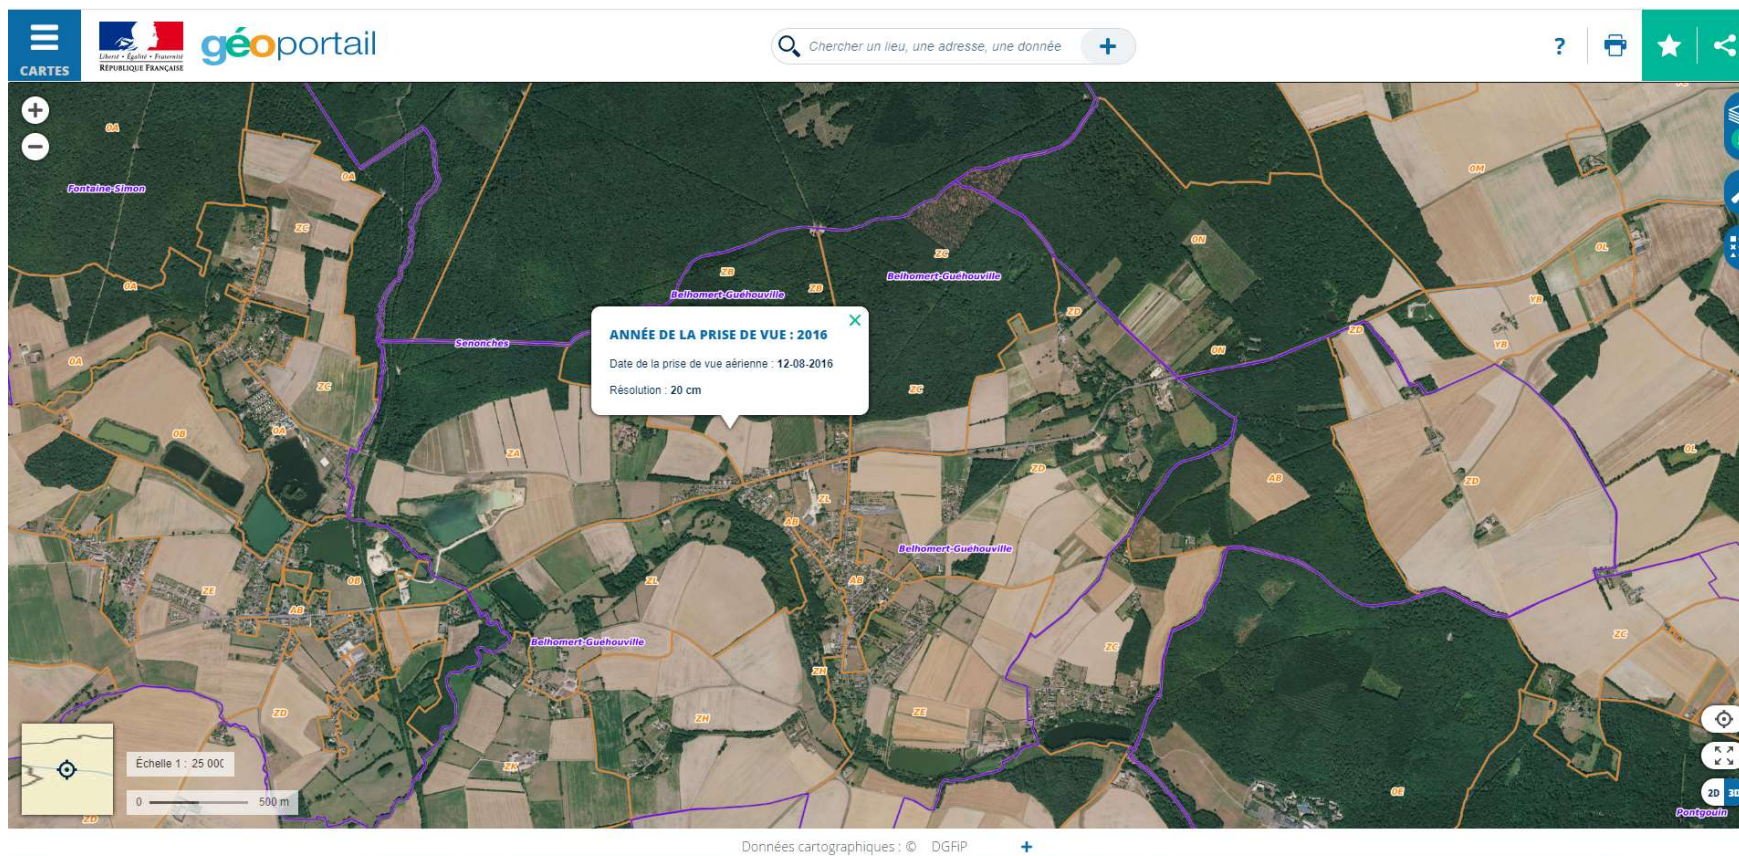 CARTES
Liberté • Égalité • Fraternité
RÉPUBLIQUE FRANÇAISE
géoportail
Chercher un lieu, une adresse, une donnée
+
?
+
−
OA
OA
OM
Fontaine-Simon
ZC
ON
OL
ZC
ZB
Belhomert-Guéhouville
ZB
OA
Belhomert-Guéhouville
YB
ZD
ZD
Senonches
YB
ON
OA
ANNÉE DE LA PRISE DE VUE : 2016
Date de la prise de vue aérienne : 12-08-2016
Résolution : 20 cm
ZC
ZC
OB
OA
ZA
OL
ZD
AB
ZD
ZL
AB
Belhomert-Guéhouville
OB
ZL
AB
ZE
AB
Belhomert-Guéhouville
ZC
ZC
ZH
ZD
ZH
ZE
ZK
OE
Échelle 1 : 25 000
0
500 m
2D
3D
Pontgouin
ZD
Données cartographiques : © DGFiP +